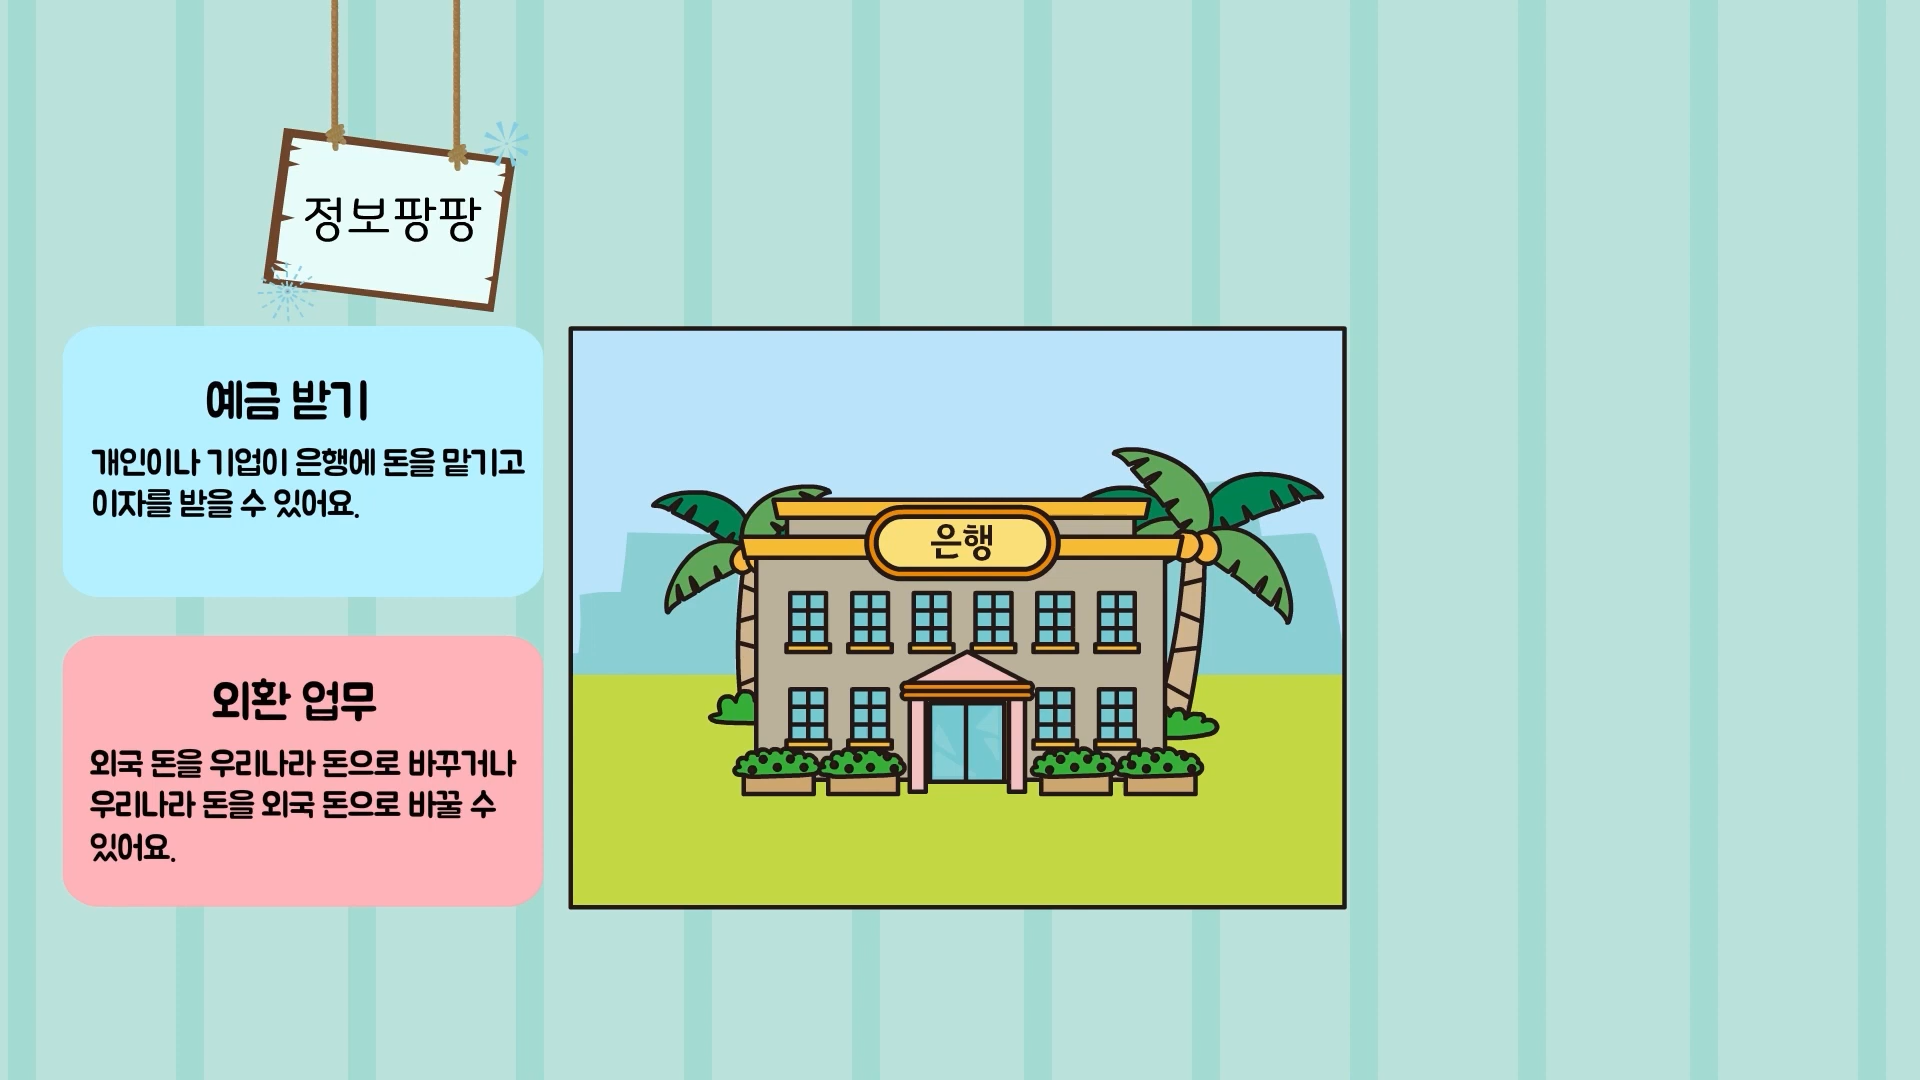 정보팡팡
예금 받기
개인이나 기업이 은행에 돈을 맡기고
이자를 받을 수 있어요.
외환 업무
외국 돈을 우리나라 돈으로 바꾸거나
우리나라 돈을 외국 돈으로 바꿀 수
있어요.
은행